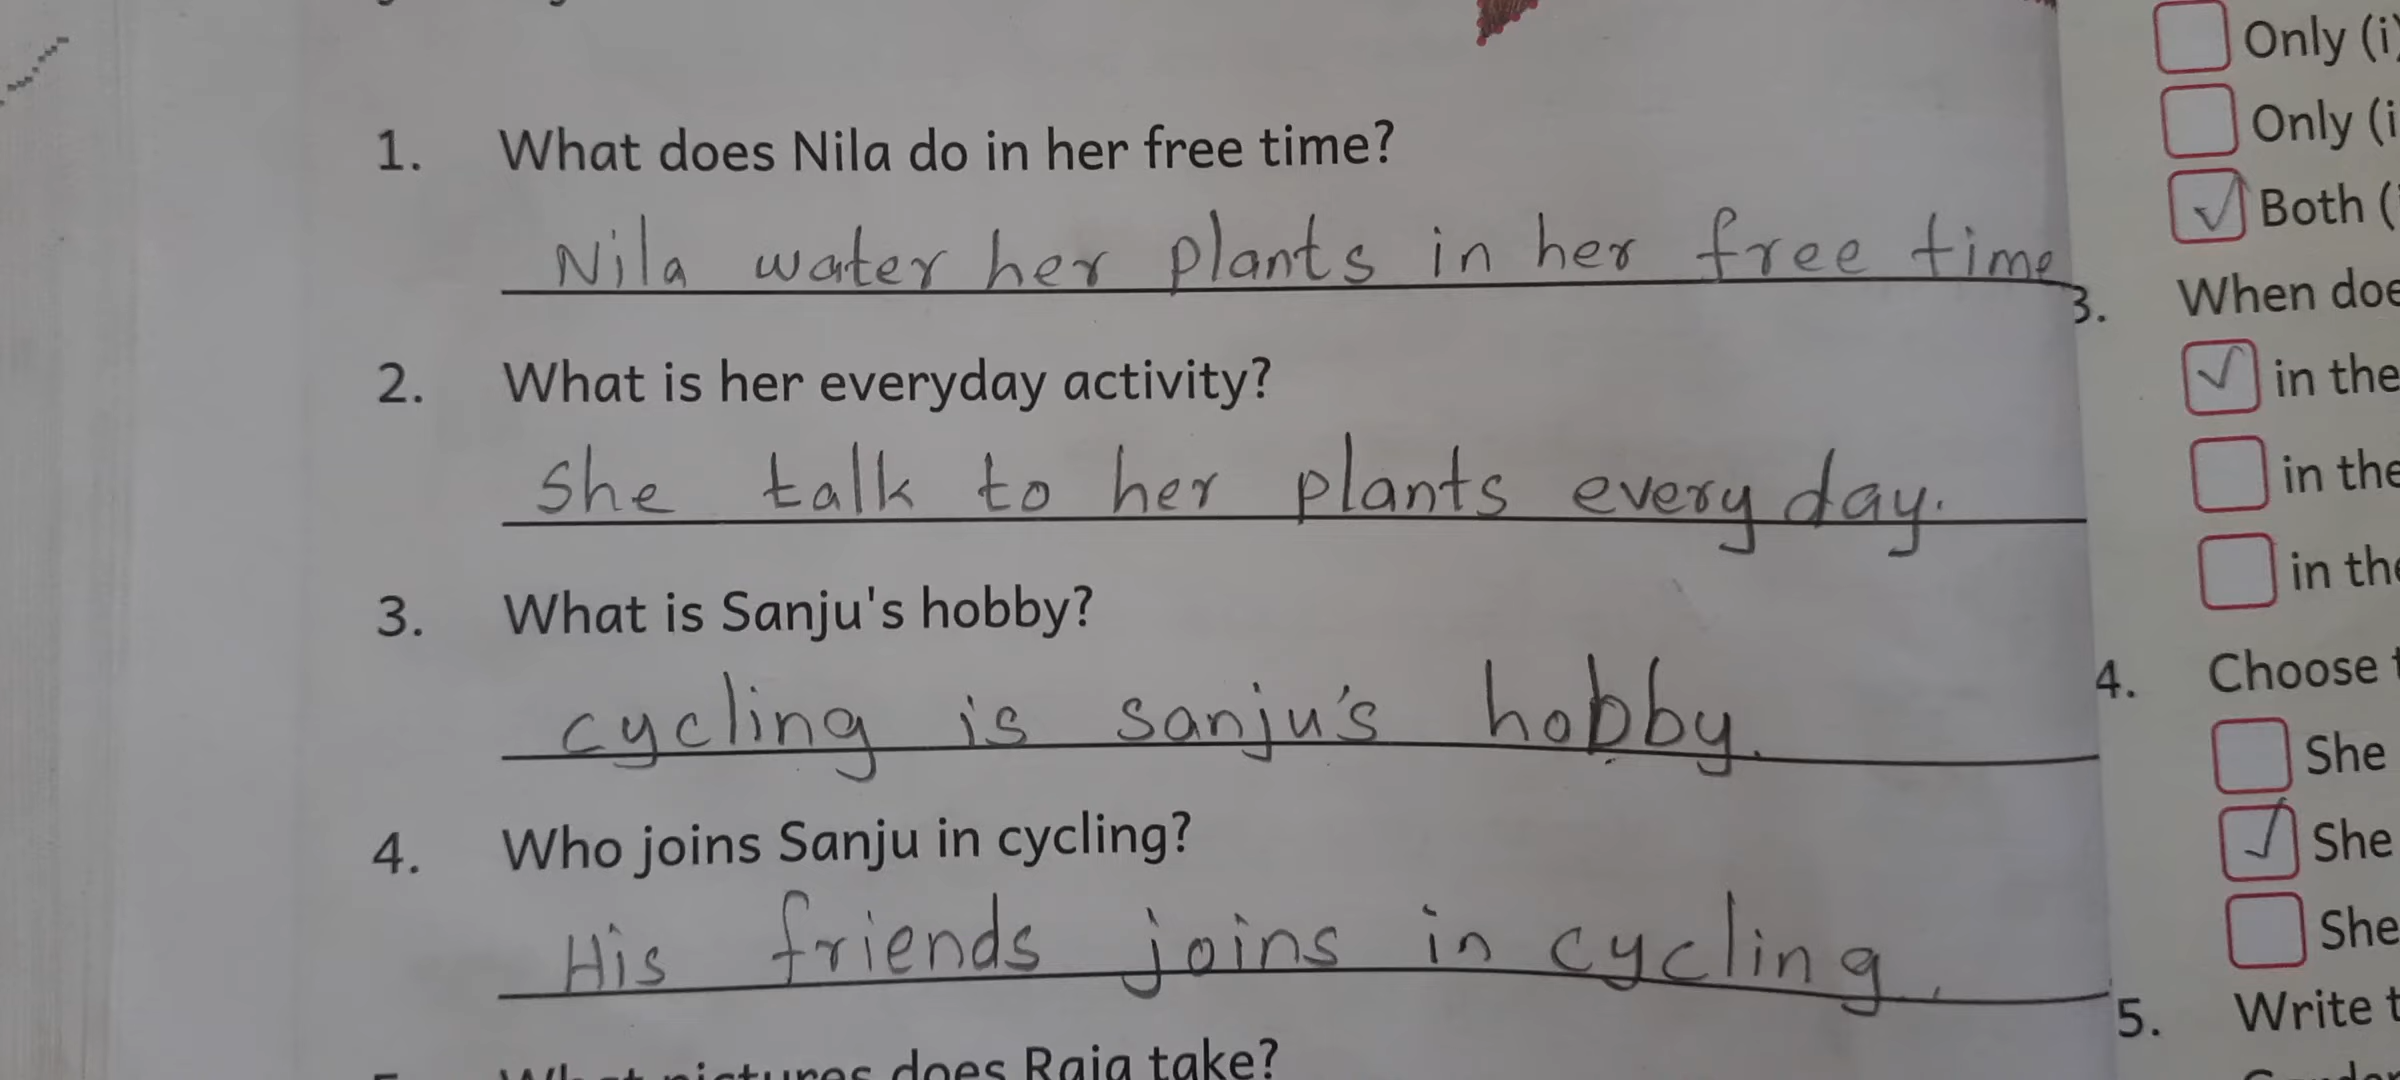 1. What does Nila do in her free time?
Nila water her plants in her free time
2. What is her everyday activity?
She talk to her plants every day.
3. What is Sanju's hobby?
cycling is sanju's hobby.
4. Who joins Sanju in cycling?
His friends joins in cycling.
What pictures does Raja take?
Only (i)
Only (i
Both (i
3. When doe
in the
in the
in the
4. Choose t
She
She
She
5. Write t